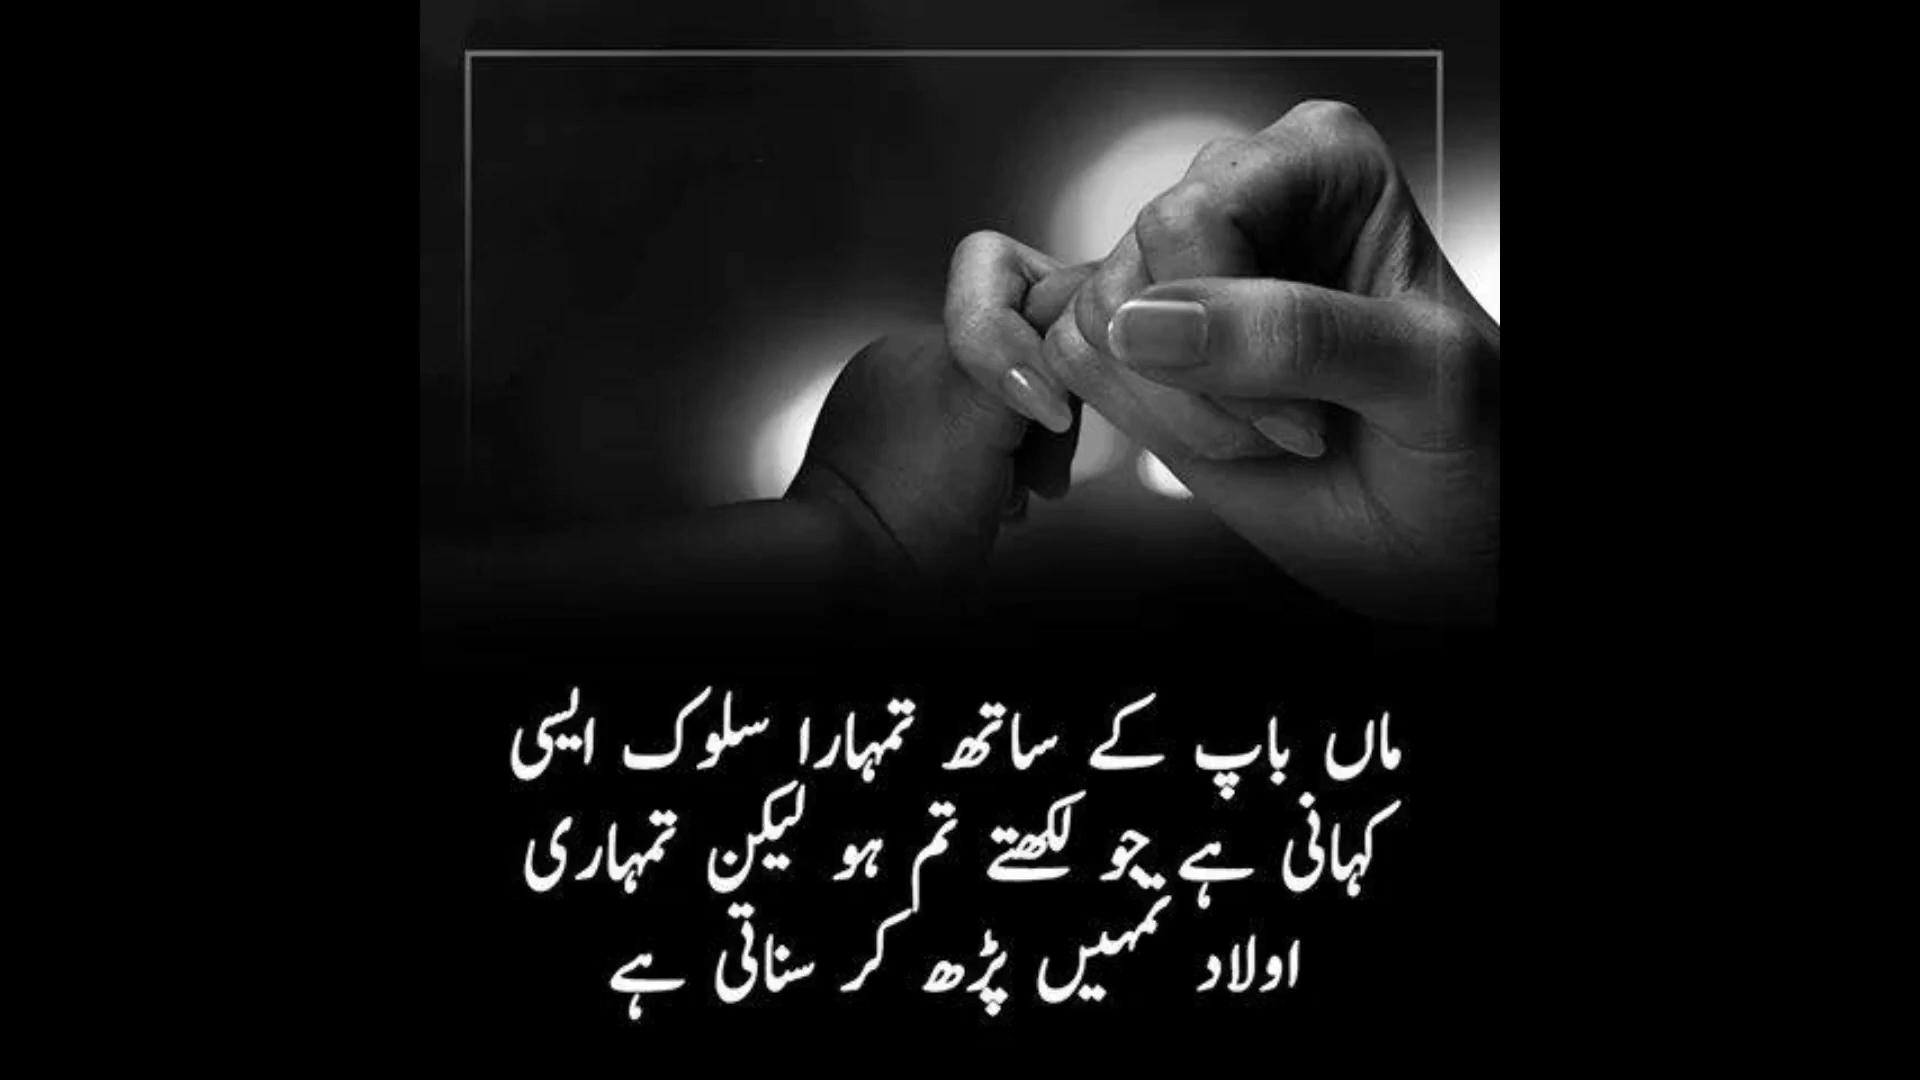 ماں باپ کے ساتھ تمہارا سلوک ایسی
کہانی ہے جو لکھتے تم ہو لیکن تمہاری
اولاد تمہیں پڑھ کر سناتی ہے